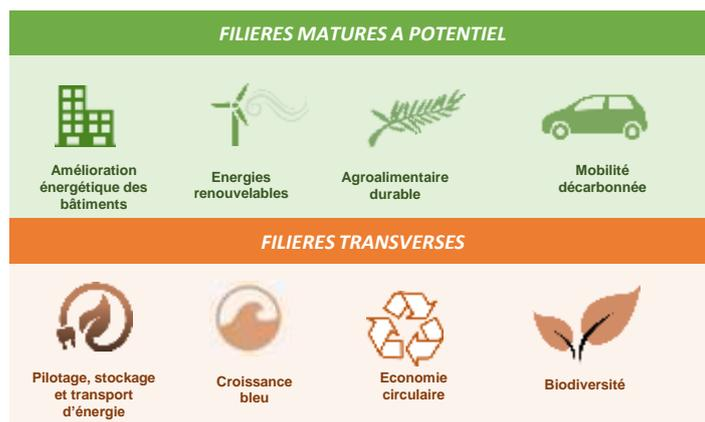 FILIERES MATURES A POTENTIEL
Amélioration
énergétique des
bâtiments
Energies
renouvelables
Agroalimentaire
durable
Mobilité
décarbonnée
FILIERES TRANSVERSES
Pilotage, stockage
et transport
d'énergie
Croissance
bleu
Economie
circulaire
Biodiversité